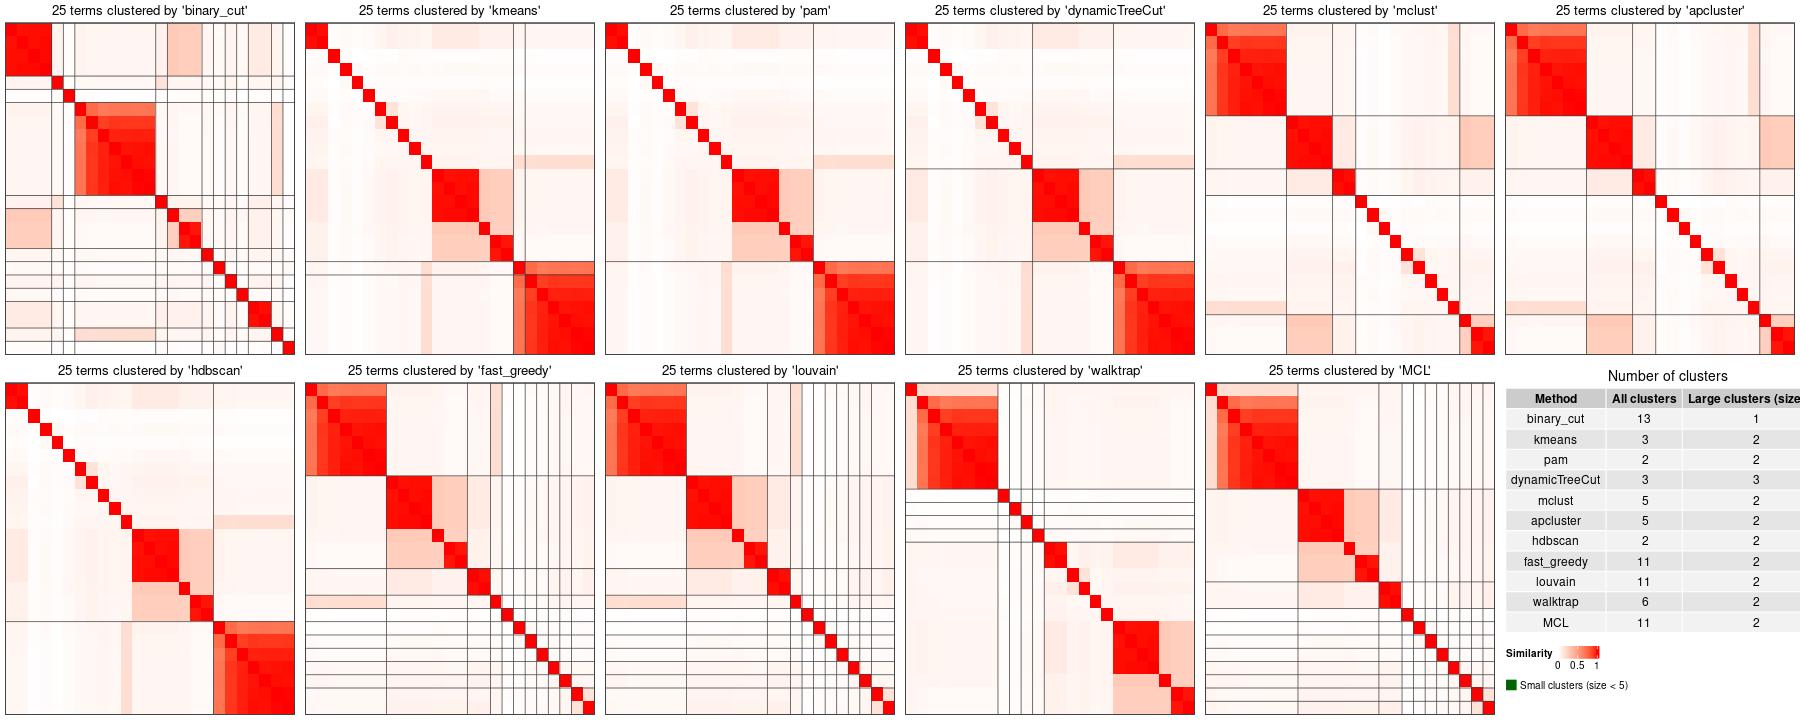 25 terms clustered by 'binary_cut'
25 terms clustered by 'kmeans'
25 terms clustered by 'pam'
25 terms clustered by 'dynamicTreeCut'
25 terms clustered by 'mclust'
25 terms clustered by 'apcluster'
25 terms clustered by 'hdbscan'
25 terms clustered by 'fast_greedy'
25 terms clustered by 'louvain'
25 terms clustered by 'walktrap'
25 terms clustered by 'MCL'
Number of clusters
Method All clusters Large clusters (size
binary_cut 13 1
kmeans 3 2
pam 2 2
dynamicTreeCut 3 3
mclust 5 2
apcluster 5 2
hdbscan 2 2
fast_greedy 11 2
louvain 11 2
walktrap 6 2
MCL 11 2
Similarity
0 0.5 1
Small clusters (size < 5)